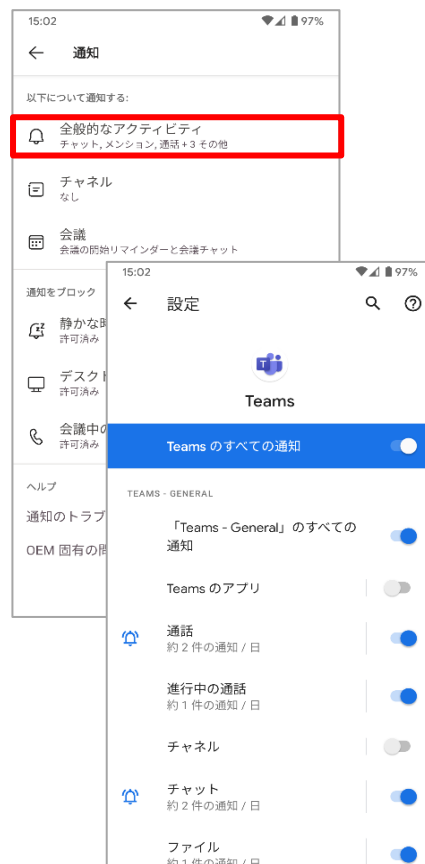 15:02
97%
通知
以下について通知する:
全般的なアクティビティ
チャット, メンション, 通話 + 3 その他
チャネル
なし
会議
会議の開始リマインダーと会議チャット
通知をブロック
静かな時
許可済み
デスクト
許可済み
会議中の
許可済み
ヘルプ
通知のトラブ
OEM 固有の問
15:02
97%
設定
Teams
Teams のすべての通知
TEAMS - GENERAL
「Teams - General」のすべての
通知
Teams のアプリ
通話
約 2 件の通知 / 日
進行中の通話
約 1 件の通知 / 日
チャネル
チャット
約 2 件の通知 / 日
ファイル
約 1 件の通知 / 日